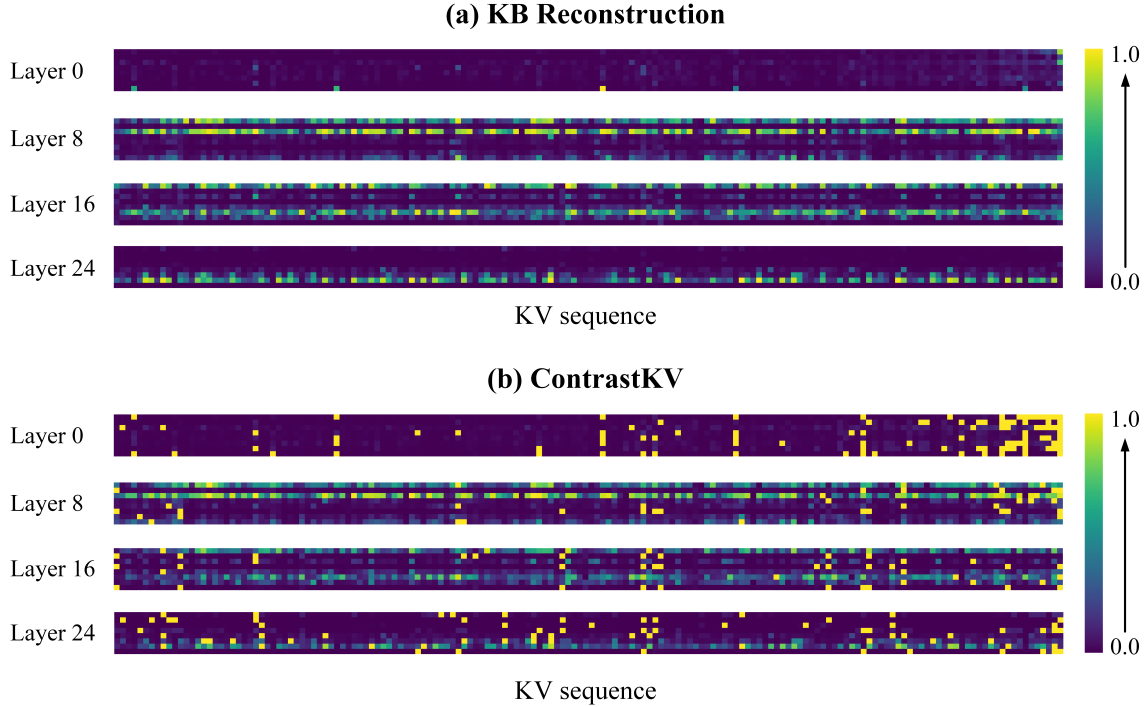 (a) KB Reconstruction
Layer 0
Layer 8
Layer 16
Layer 24
1.0
0.0
KV sequence
(b) ContrastKV
Layer 0
Layer 8
Layer 16
Layer 24
1.0
0.0
KV sequence